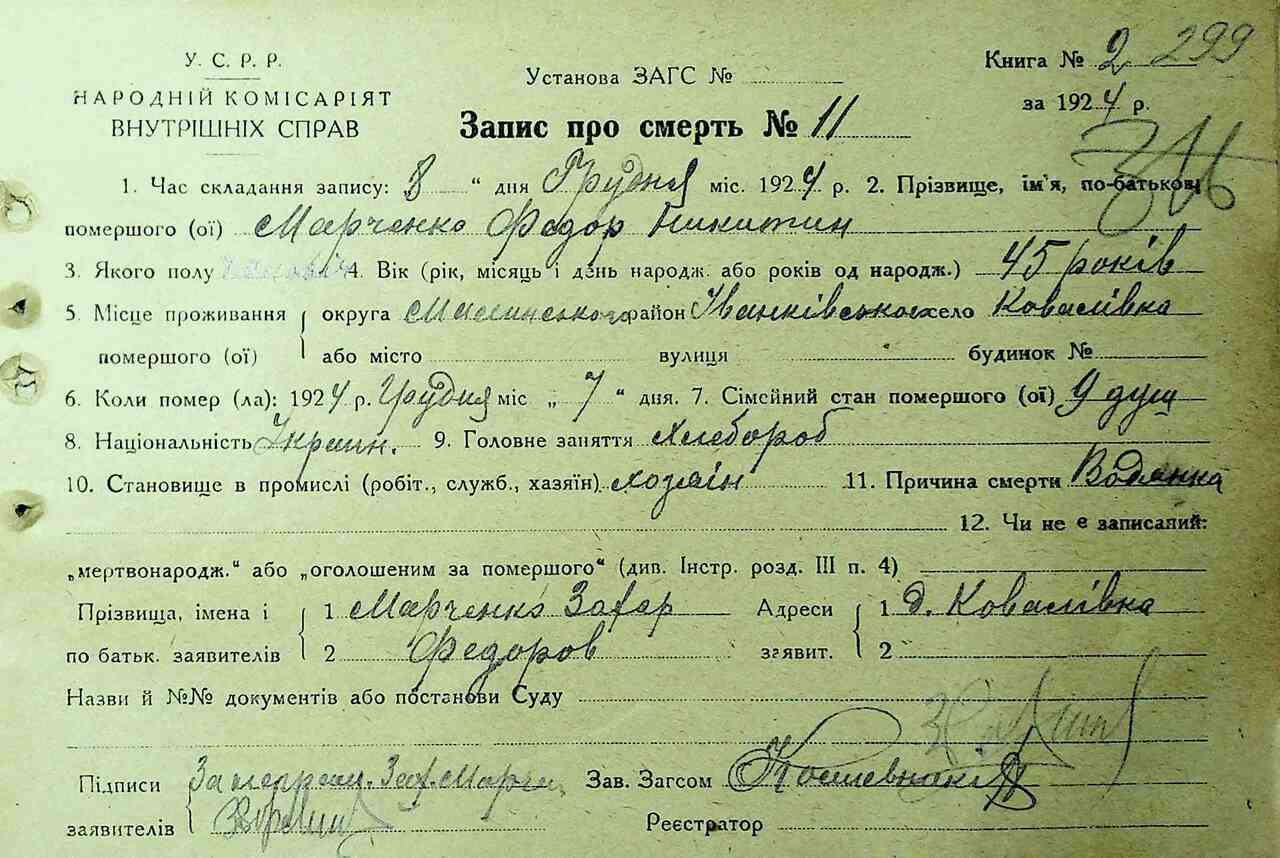 У. С. Р. Р.
НАРОДНІЙ КОМІСАРІЯТ
ВНУТРІШНІХ СПРАВ
Установа ЗАГС №
Книга № 2 299
за 1924 р.
Запис про смерть № 11
1. Час складання запису: 8 “ дня Грудня міс. 1924 р. 2. Прізвище, ім'я, по-батькові
помершого (ої) Марченко Федор Никитин
3. Якого полу 4. Вік (рік, місяць і день народж. або років од народж.) 45 років
5. Місце проживання округа Малинського район Іванківського село Ковалівка
помершого (ої) або місто вулиця будинок №
6. Коли помер (ла): 1924 р. Грудня міс „ 7 “ дня. 7. Сімейний стан помершого (ої) 9 душ
8. Національність Украин. 9. Головне заняття хлебороб
10. Становище в промислі (робіт., служб., хазяїн) хозяін 11. Причина смерти Водянка
12. Чи не є записаний:
„мертвонародж.“ або „оголошеним за помершого“ (див. Інстр. розд. III п. 4)
Прізвища, імена і 1 Марченко Захар Адреси 1 д. Ковалівка
по батьк. заявителів 2 Федоров заявит. 2
Назви й №№ документів або постанови Суду
Підписи За Зав. Загсом
заявителів Реєстратор